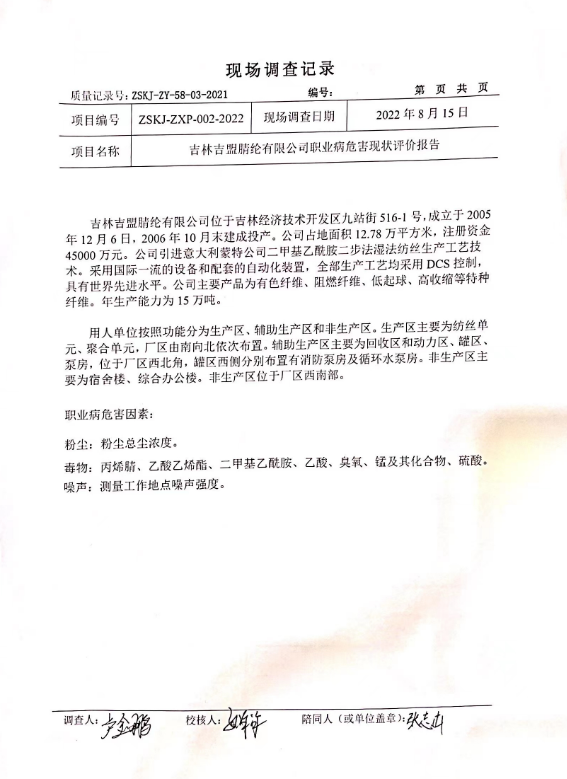 现场调查记录
质量记录号: ZSKJ-ZY-58-03-2021 编号: 第 页 共 页
项目编号 ZSKJ-ZXP-002-2022 现场调查日期 2022 年 8 月 15 日
项目名称 吉林吉盟腈纶有限公司职业病危害现状评价报告
吉林吉盟腈纶有限公司位于吉林经济技术开发区九站街 516-1 号,成立于 2005
年 12 月 6 日, 2006 年 10 月末建成投产。公司占地面积 12.78 万平方米，注册资金
45000 万元。公司引进意大利蒙特公司二甲基乙酰胺二步法湿法纺丝生产工艺技
术。采用国际一流的设备和配套的自动化装置，全部生产工艺均采用 DCS 控制，
具有世界先进水平。公司主要产品为有色纤维、阻燃纤维、低起球、高收缩等特种
纤维。年生产能力为 15 万吨。
用人单位按照功能分为生产区、辅助生产区和非生产区。生产区主要为纺丝单
元、聚合单元，厂区由南向北依次布置。辅助生产区主要为回收区和动力区、罐区、
泵房，位于厂区西北角，罐区西侧分别布置有消防泵房及循环水泵房。非生产区主
要为宿舍楼、综合办公楼。非生产区位于厂区西南部。
职业病危害因素：
粉尘：粉尘总尘浓度。
毒物：丙烯腈、乙酸乙烯酯、二甲基乙酰胺、乙酸、臭氧、锰及其化合物、硫酸。
噪声：测量工作地点噪声强度。
调查人: 卢金鹏 校核人: 陪同人（或单位盖章）: 张志山